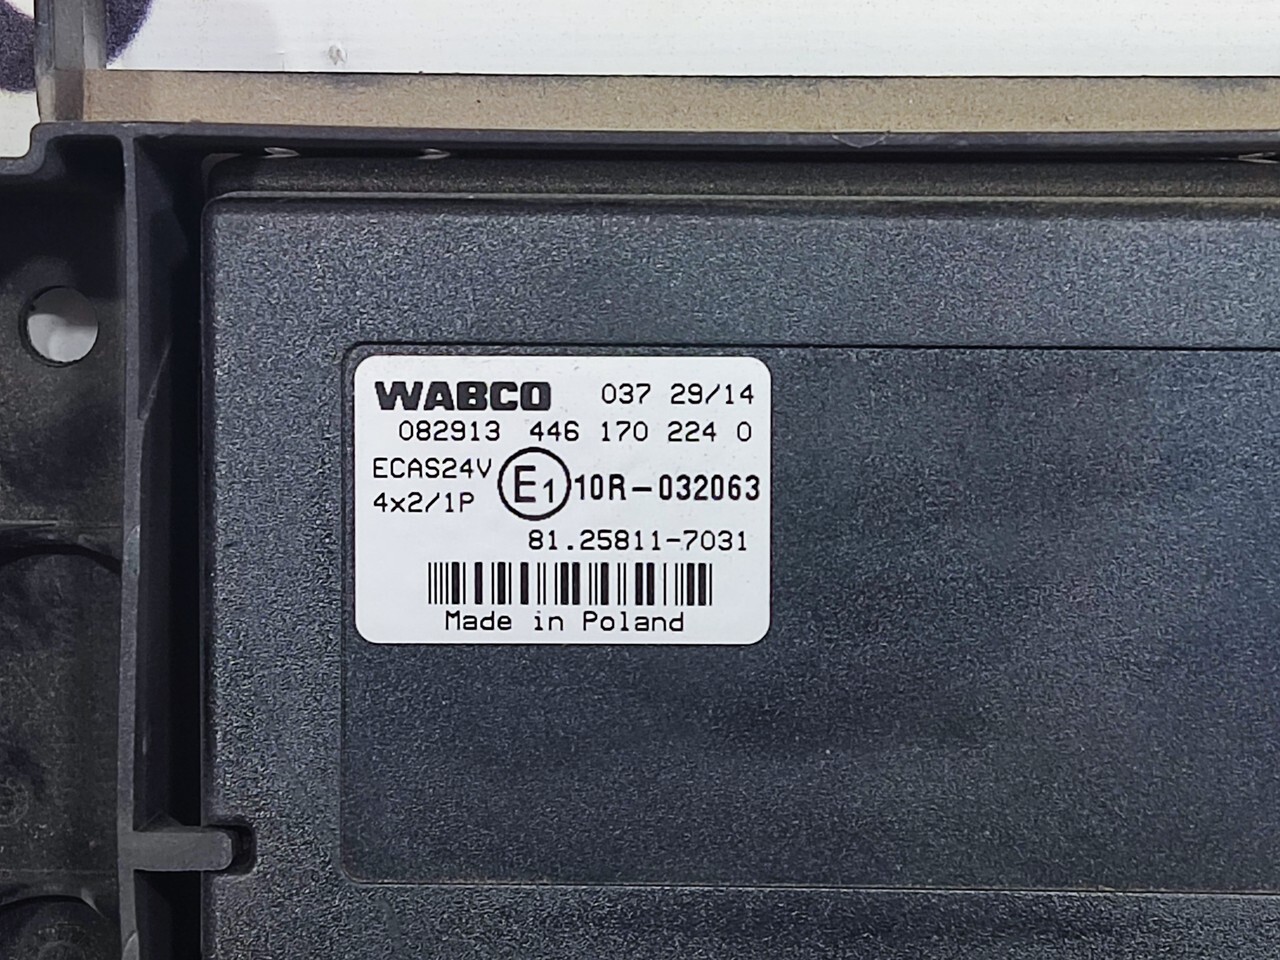 WABCO 037 29/14
082913 446 170 224 0
ECAS24V
4x2/1P
E1 10R-032063
81.25811-7031
Made in Poland